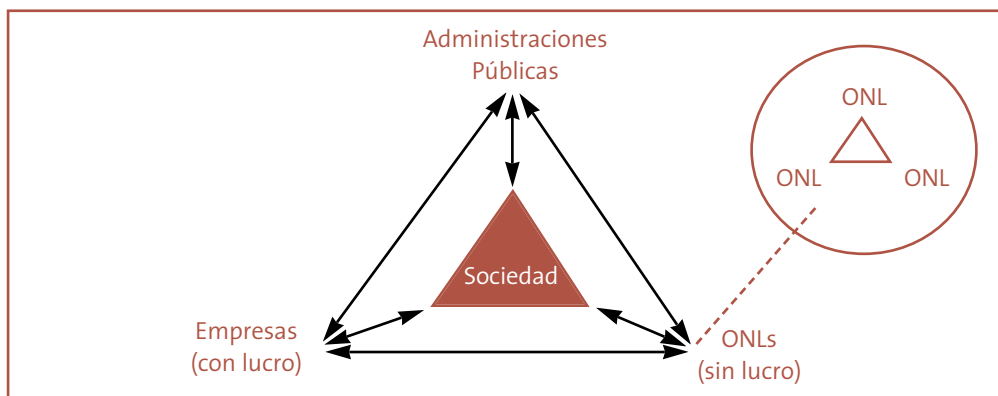 Administraciones
Públicas
ONL
ONL
ONL
Sociedad
Empresas
(con lucro)
ONLs
(sin lucro)